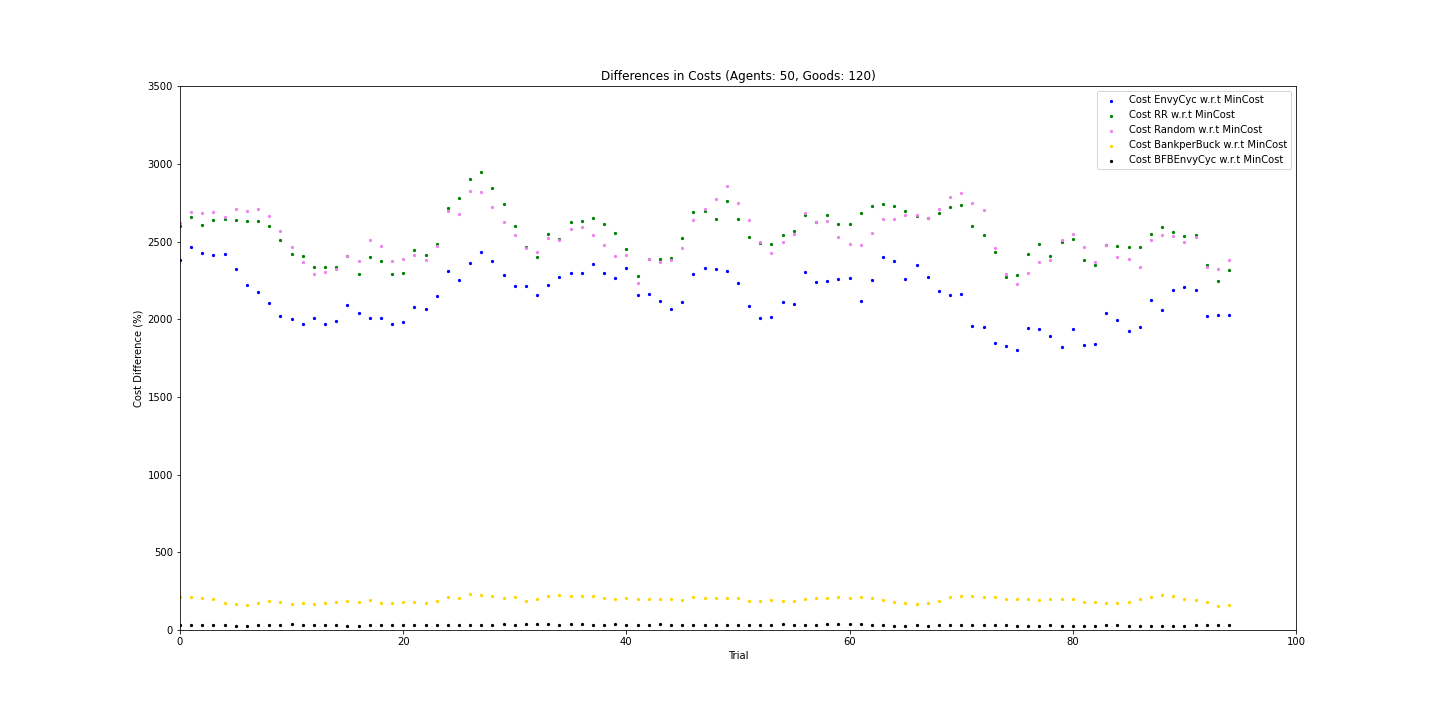 Differences in Costs (Agents: 50, Goods: 120)
3500
3000
2500
2000
1500
1000
500
0
Cost Difference (%)
Cost EnvyCyc w.r.t MinCost
Cost RR w.r.t MinCost
Cost Random w.r.t MinCost
Cost BankperBuck w.r.t MinCost
Cost BFBEnvyCyc w.r.t MinCost
0 20 40 60 80 100
Trial